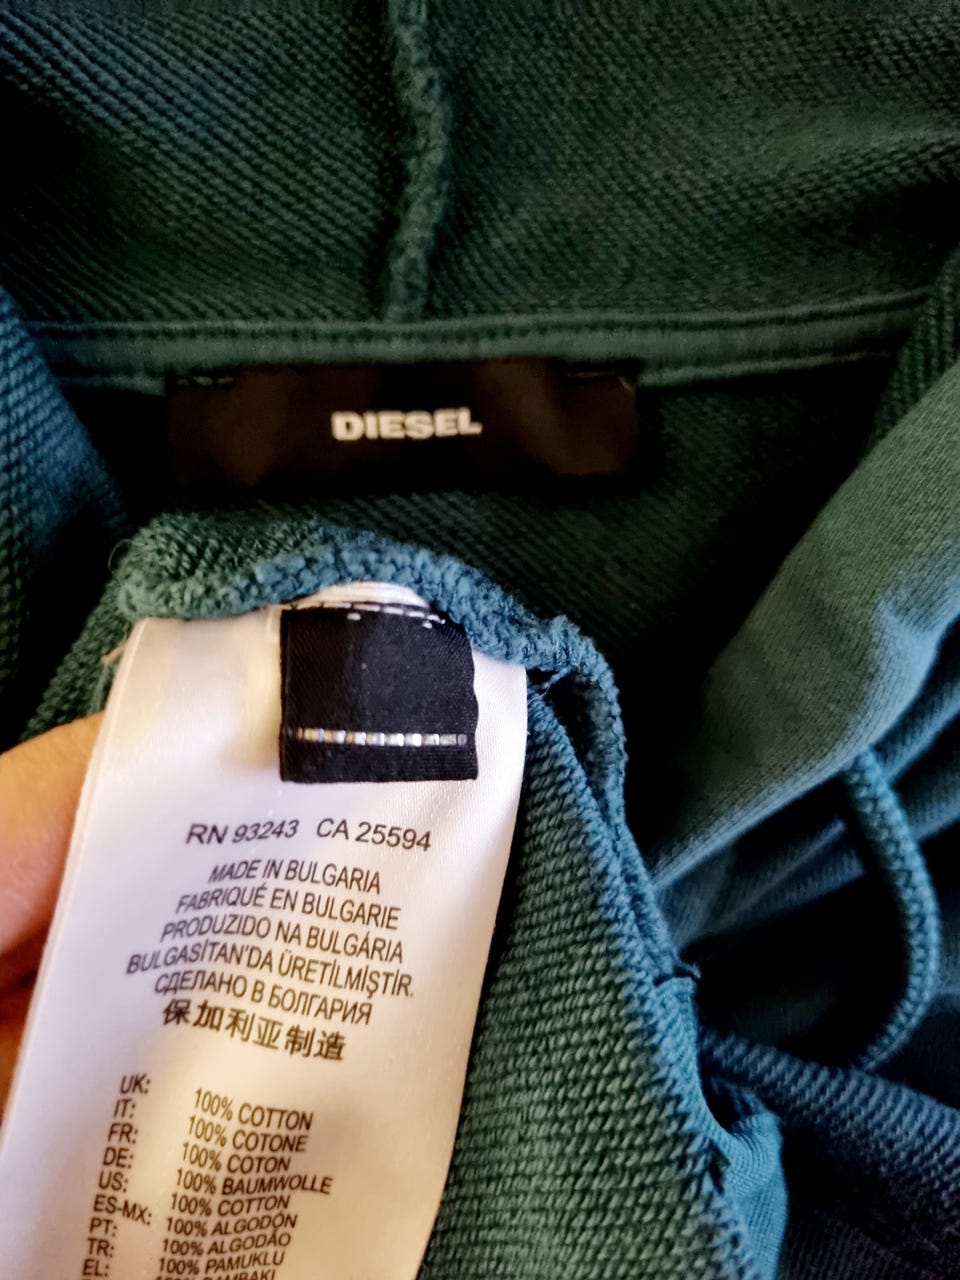 DIESEL
RN 93243 CA 25594
MADE IN BULGARIA
FABRIQUÉ EN BULGARIE
PRODUZIDO NA BULGÁRIA
BULGASİTAN'DA ÜRETİLMİŞTİR.
СДЕЛАНО В БОЛГАРИЯ
保加利亚制造
UK: 100% COTTON
IT: 100% COTONE
FR: 100% COTON
DE: 100% BAUMWOLLE
US: 100% COTTON
ES-MX: 100% ALGODÓN
PT: 100% ALGODÃO
TR: 100% PAMUKLU
EL: 100% BAMBAKI